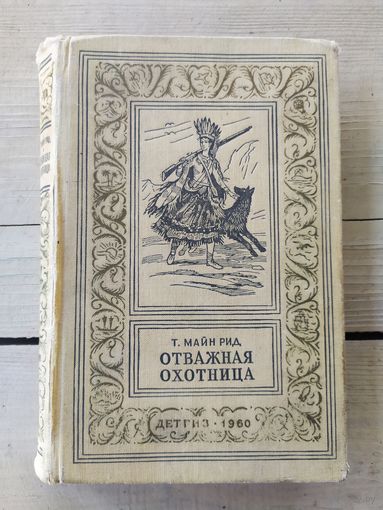 Т. МАЙН РИД
ОТВАЖНАЯ
ОХОТНИЦА
ДЕТГИЗ · 1960